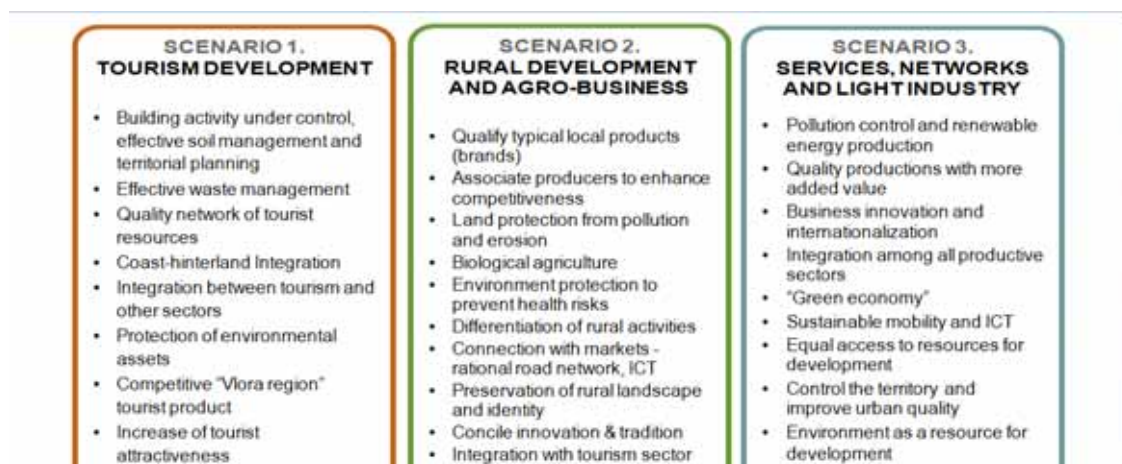 SCENARIO 1.
TOURISM DEVELOPMENT
• Building activity under control,
effective soil management and
territorial planning
• Effective waste management
• Quality network of tourist
resources
• Coast-hinterland Integration
• Integration between tourism and
other sectors
• Protection of environmental
assets
• Competitive "Vlora region"
tourist product
• Increase of tourist
attractiveness
SCENARIO 2.
RURAL DEVELOPMENT
AND AGRO-BUSINESS
• Qualify typical local products
(brands)
• Associate producers to enhance
competitiveness
• Land protection from pollution
and erosion
• Biological agriculture
• Environment protection to
prevent health risks
• Differentiation of rural activities
• Connection with markets -
rational road network, ICT
• Preservation of rural landscape
and identity
• Concile innovation & tradition
• Integration with tourism sector
SCENARIO 3.
SERVICES, NETWORKS
AND LIGHT INDUSTRY
• Pollution control and renewable
energy production
• Quality productions with more
added value
• Business innovation and
internationalization
• Integration among all productive
sectors
• "Green economy"
• Sustainable mobility and ICT
• Equal access to resources for
development
• Control the territory and
improve urban quality
• Environment as a resource for
development